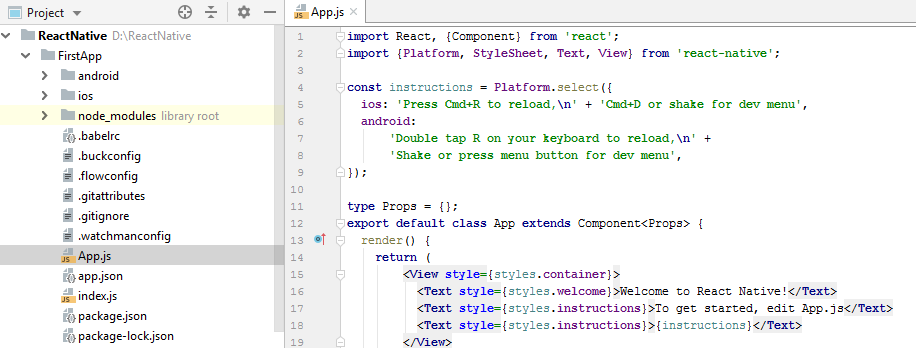 Project
ReactNative D:\ReactNative
FirstApp
android
ios
node_modules library root
.babelrc
.buckconfig
.flowconfig
.gitattributes
.gitignore
.watchmanconfig
App.js
app.json
index.js
package.json
package-lock.json
App.js
1 import React, {Component} from 'react';
2 import {Platform, StyleSheet, Text, View} from 'react-native';
3
4 const instructions = Platform.select({
5 ios: 'Press Cmd+R to reload,\n' + 'Cmd+D or shake for dev menu',
6 android:
7 'Double tap R on your keyboard to reload,\n' +
8 'Shake or press menu button for dev menu',
9 });
10
11 type Props = {};
12 export default class App extends Component<Props> {
13 render() {
14 return (
15 <View style={styles.container}>
16 <Text style={styles.welcome}>Welcome to React Native!</Text>
17 <Text style={styles.instructions}>To get started, edit App.js</Text>
18 <Text style={styles.instructions}>{instructions}</Text>
19 </View>